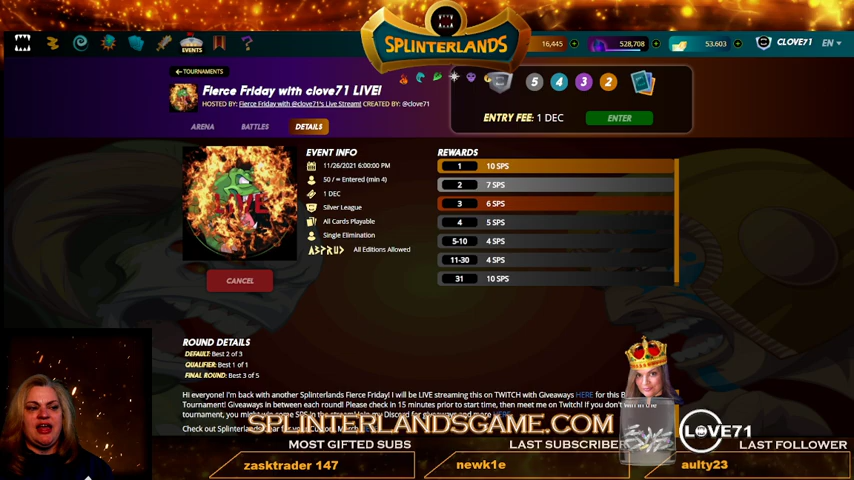 EVENTS
SPLINTERLANDS
16,445
528,708
53.603
CLOVE71
EN
TOURNAMENTS
Fierce Friday with clove71 LIVE!
HOSTED BY: Fierce Friday with @clove71's Live Stream! CREATED BY: @clove71
5 4 3 2
ENTRY FEE: 1 DEC
ENTER
ARENA BATTLES DETAILS
LIVE
EVENT INFO
11/26/2021 6:00:00 PM
50 / ∞ Entered (min 4)
1 DEC
Silver League
All Cards Playable
Single Elimination
All Editions Allowed
REWARDS
1 10 SPS
2 7 SPS
3 6 SPS
4 5 SPS
5-10 4 SPS
11-30 4 SPS
31 10 SPS
CANCEL
ROUND DETAILS
DEFAULT: Best 2 of 3
QUALIFIER: Best 1 of 1
FINAL ROUND: Best 3 of 5
Hi everyone! I'm back with another Splinterlands Fierce Friday! I will be LIVE streaming this on TWITCH with Giveaways HERE for this
Tournament! Giveaways in between each round! Please check in 15 minutes prior to start time, then meet me on Twitch! If you don't win in the
tournament, you
Check out
SPLINTERLANDSGAME.COM
LOVE71
MOST GIFTED SUBS
LAST SUBSCRIBER
LAST FOLLOWER
zasktrader 147
newk1e
aulty23